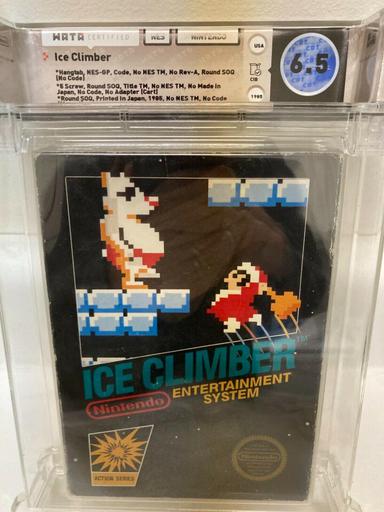 WATA CERTIFIED
NES
NINTENDO
Ice Climber
*Hangtab, NES-GP, Code, No NES TM, No Rev-A, Round SOQ
(No Code)
*5 Screw, Round SOQ, Title TM, No NES TM, No Made in
Japan, No Code, No Adapter (Cart)
*Round SOQ, Printed in Japan, 1985, No NES TM, No Code
USA
CIB
1985
CBT
6.5
ICE CLIMBER™
Nintendo
ENTERTAINMENT
SYSTEM
ACTION SERIES
Nintendo